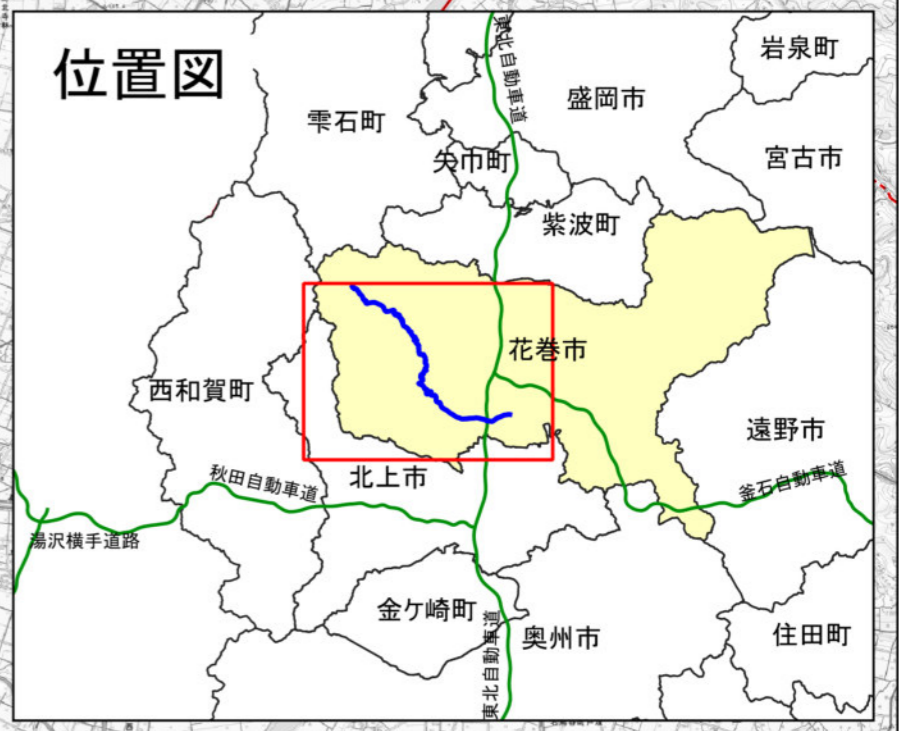 位置図
岩泉町
盛岡市
東北自動車道
雫石町
矢巾町
宮古市
紫波町
花巻市
西和賀町
遠野市
北上市
秋田自動車道
釜石自動車道
湯沢横手道路
金ケ崎町
奥州市
東北自動車道
住田町